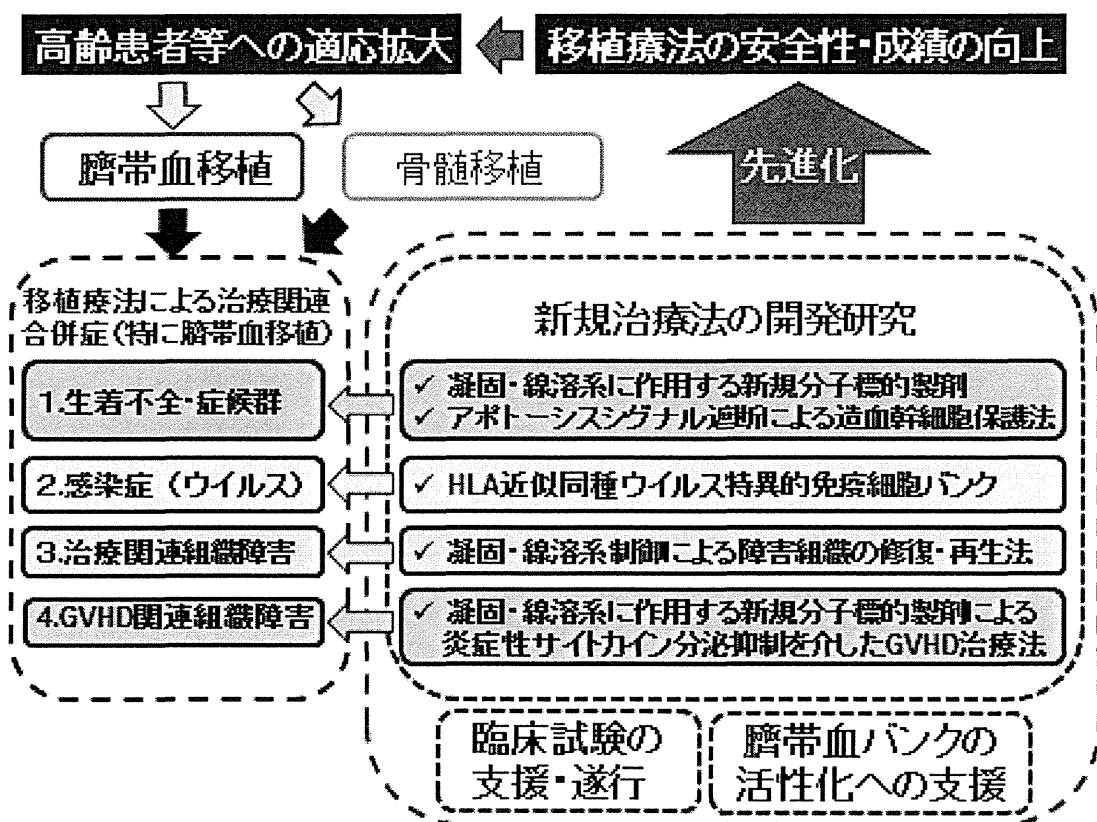 高齢患者等への適応拡大
移植療法の安全性・成績の向上
臍帯血移植
骨髄移植
先進化
移植療法による治療関連
合併症(特に臍帯血移植)
1.生着不全・症候群
2.感染症（ウイルス）
3.治療関連組織障害
4.GVHD関連組織障害
新規治療法の開発研究
✓ 凝固・線溶系に作用する新規分子標的製剤
✓ アポトーシスシグナル遮断による造血幹細胞保護法
✓ HLA近似同種ウイルス特異的免疫細胞バンク
✓ 凝固・線溶系制御による障害組織の修復・再生法
✓ 凝固・線溶系に作用する新規分子標的製剤による
炎症性サイトカイン分泌抑制を介したGVHD治療法
臨床試験の
支援・遂行
臍帯血バンクの
活性化への支援